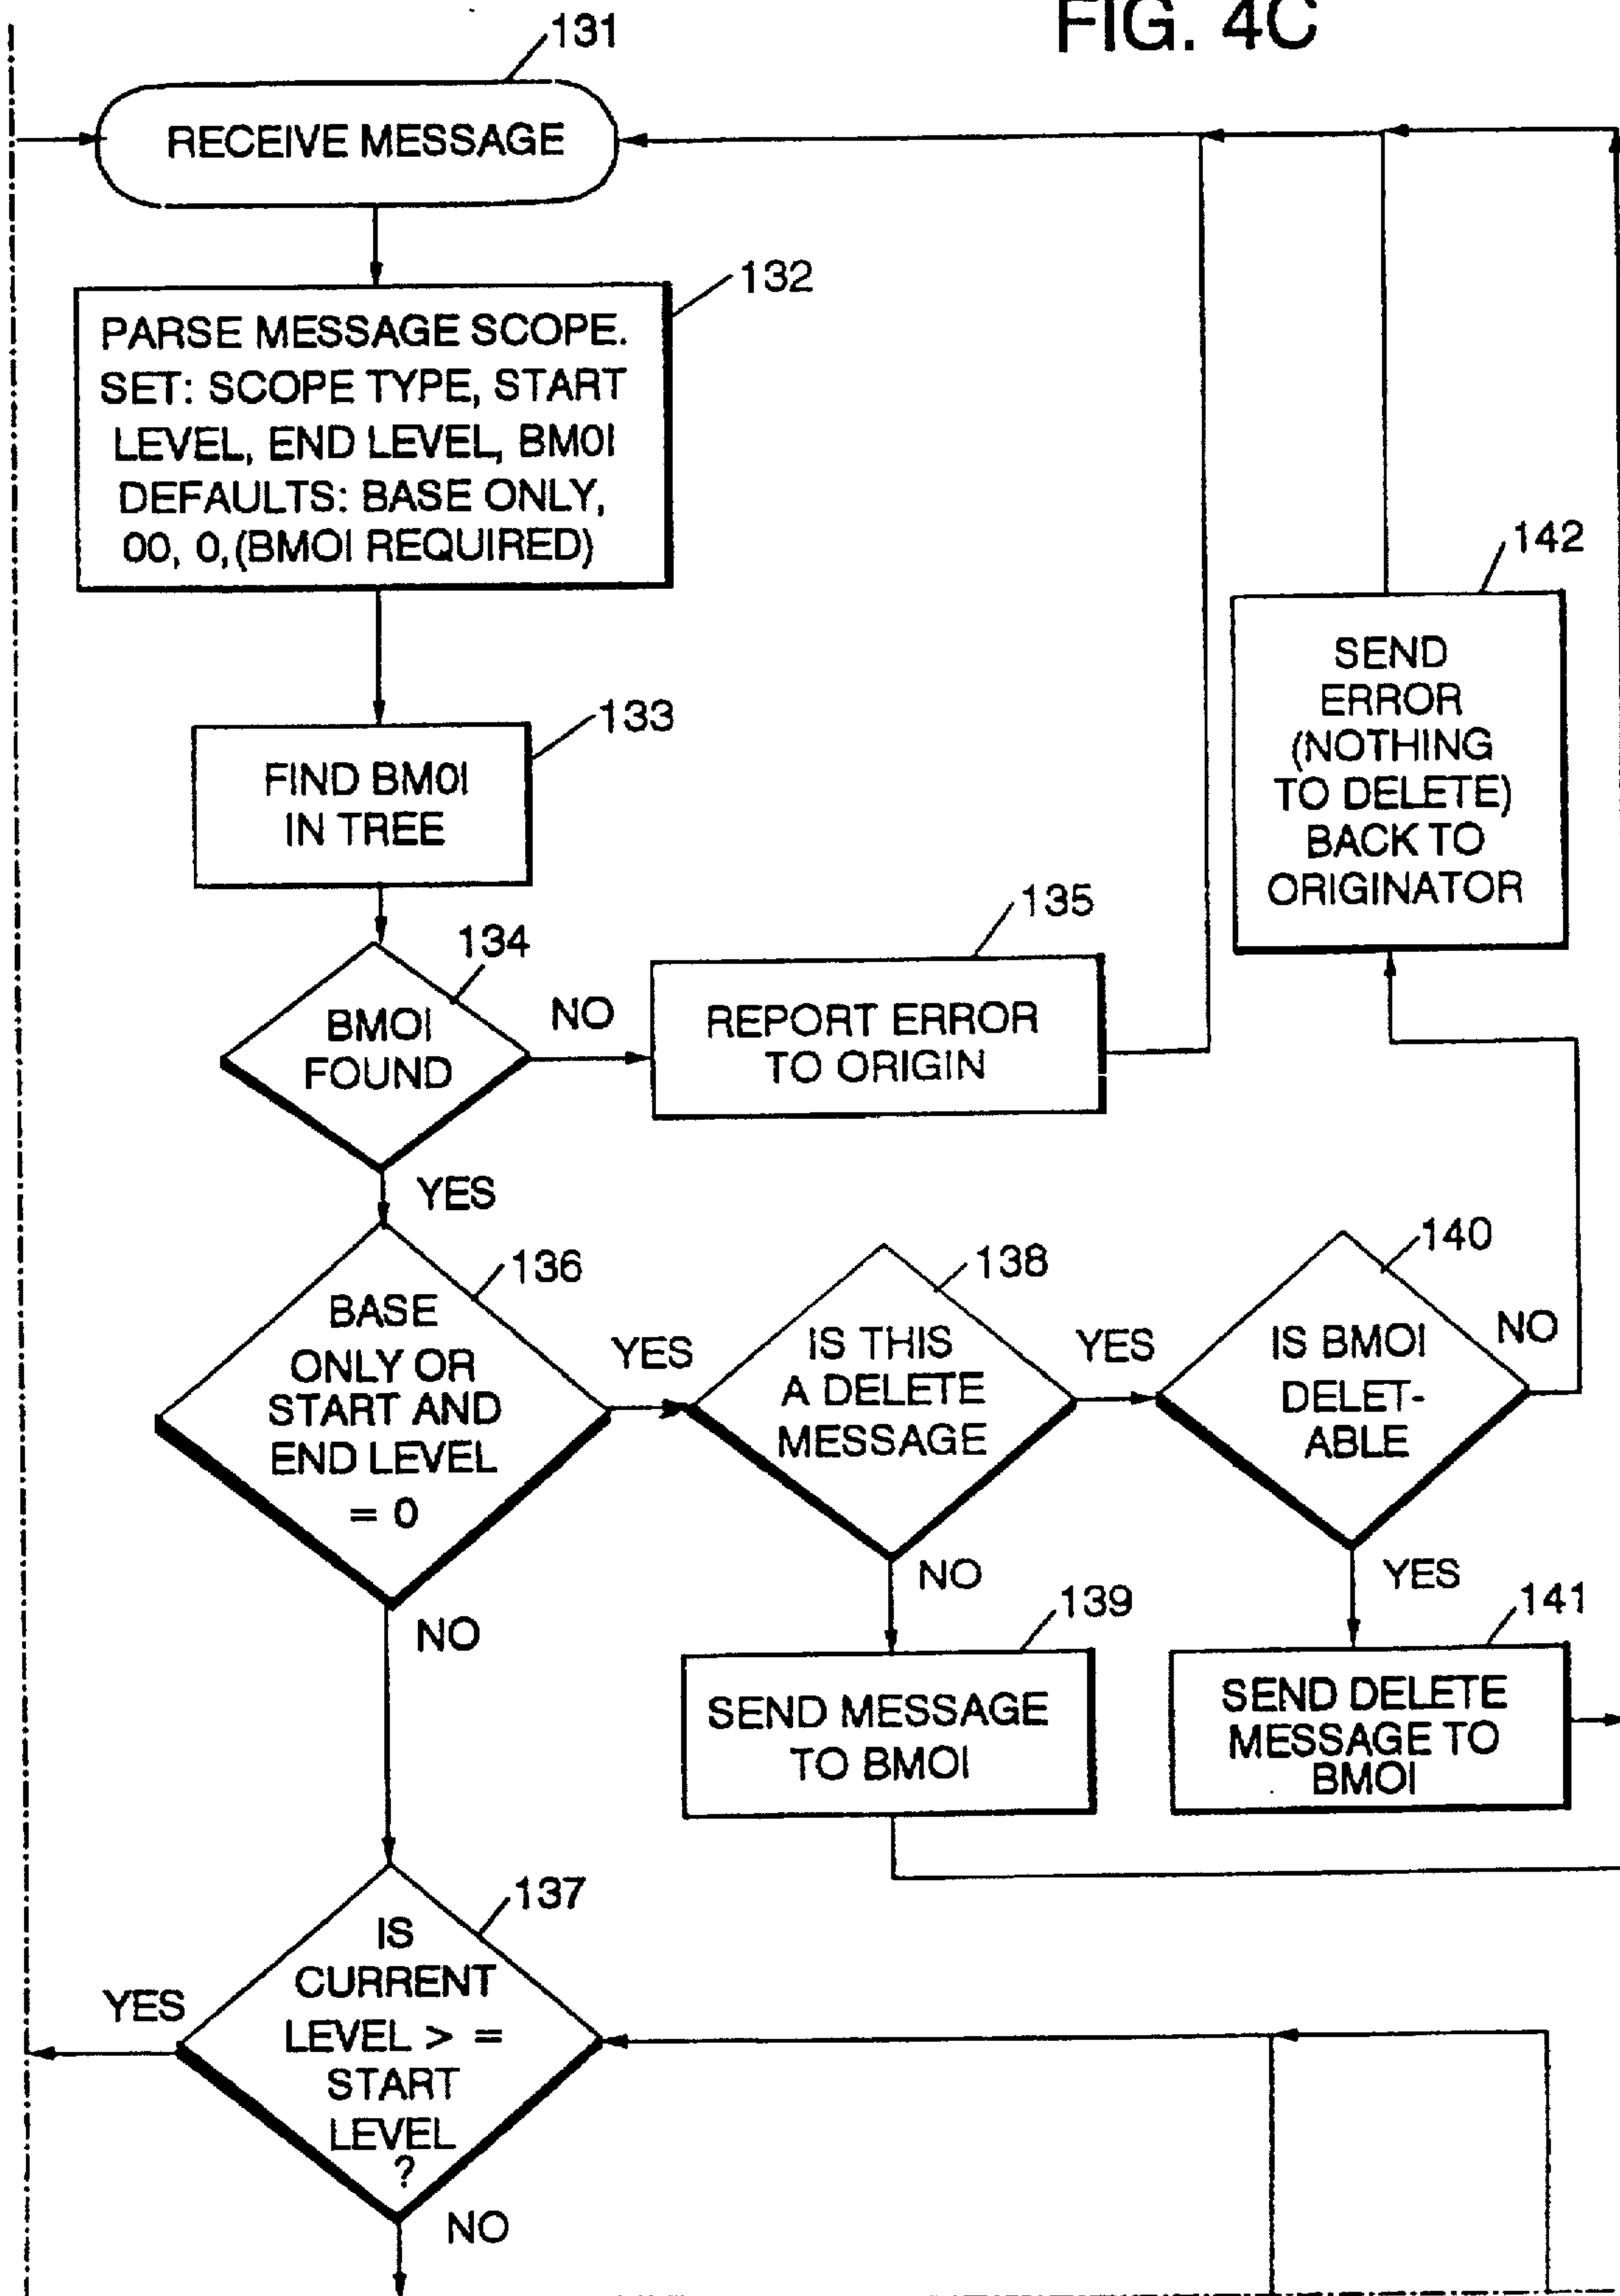 FIG. 4C
131
RECEIVE MESSAGE
132
PARSE MESSAGE SCOPE.
SET: SCOPE TYPE, START
LEVEL, END LEVEL, BM0I
DEFAULTS: BASE ONLY,
00, 0,(BMOI REQUIRED)
133
FIND BM0I
IN TREE
134
BMOI
FOUND
NO
YES
135
REPORT ERROR
TO ORIGIN
142
SEND
ERROR
(NOTHING
TO DELETE)
BACK TO
ORIGINATOR
136
BASE
ONLY OR
START AND
END LEVEL
= 0
YES
NO
138
IS THIS
A DELETE
MESSAGE
YES
NO
140
IS BMOI
DELET-
ABLE
NO
YES
139
SEND MESSAGE
TO BMOI
141
SEND DELETE
MESSAGE TO
BMOI
137
IS
CURRENT
LEVEL > =
START
LEVEL
?
YES
NO